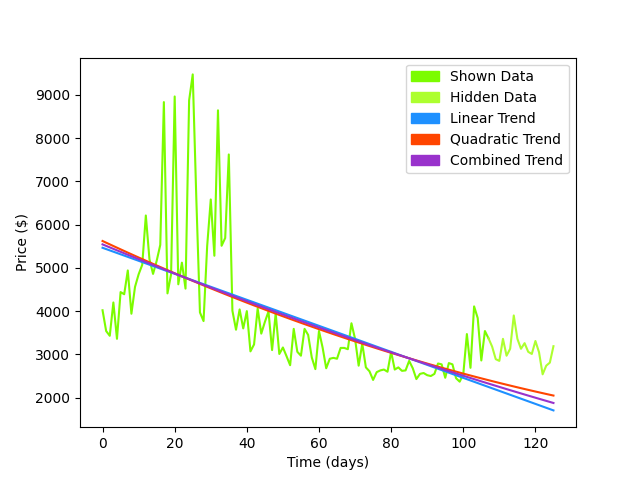 Shown Data
Hidden Data
Linear Trend
Quadratic Trend
Combined Trend
Price ($)
9000
8000
7000
6000
5000
4000
3000
2000
0 20 40 60 80 100 120
Time (days)